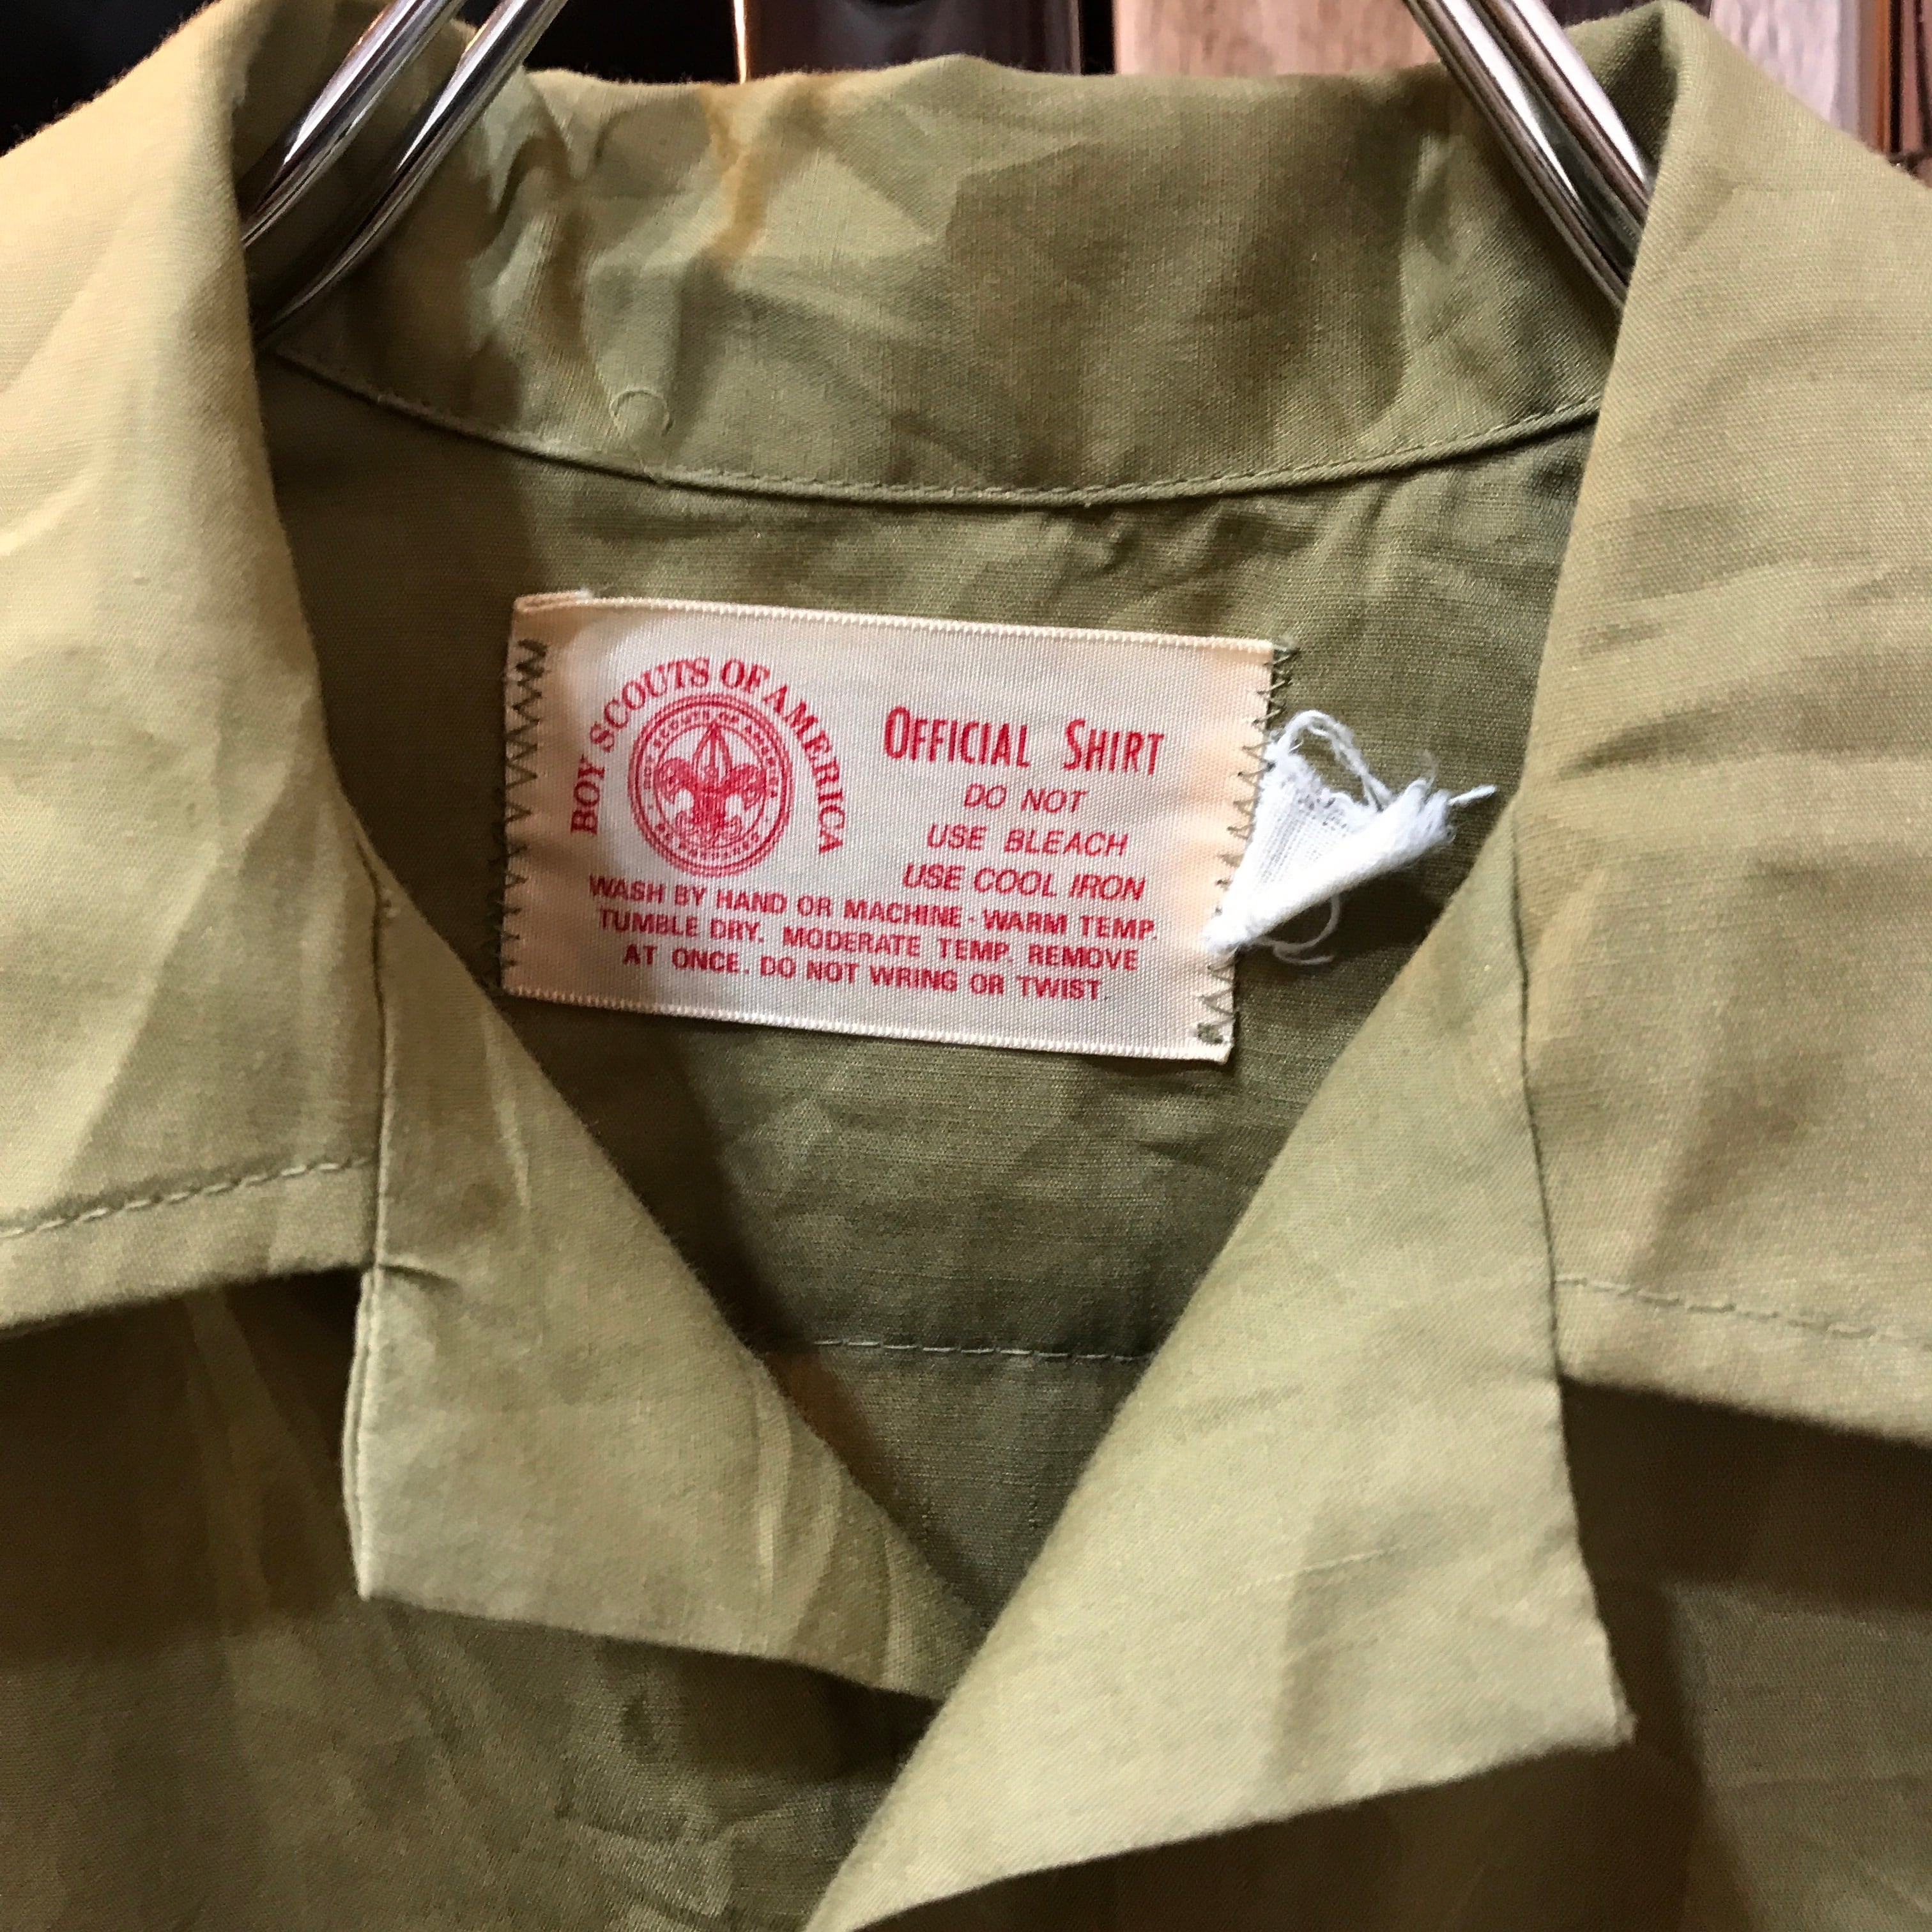 BOY SCOUTS OF AMERICA
OFFICIAL SHIRT
DO NOT
USE BLEACH
USE COOL IRON
WASH BY HAND OR MACHINE - WARM TEMP.
TUMBLE DRY. MODERATE TEMP. REMOVE
AT ONCE. DO NOT WRING OR TWIST.